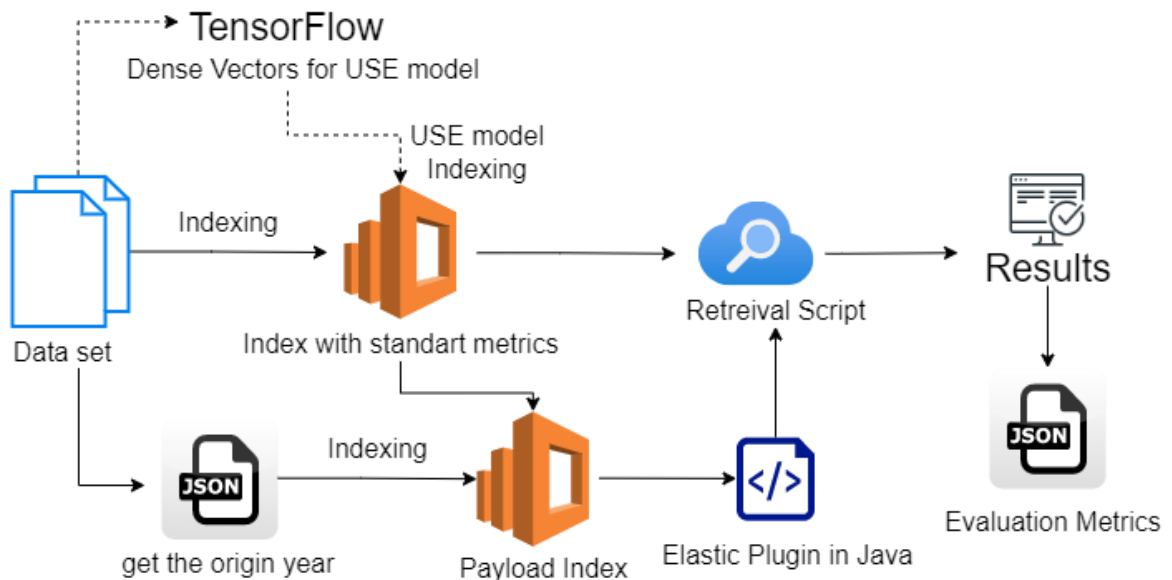 TensorFlow
Dense Vectors for USE model
USE model
Indexing
Indexing
Results
Retreival Script
Data set
Index with standart metrics
Indexing
JSON
</>
JSON
Evaluation Metrics
get the origin year
Payload Index
Elastic Plugin in Java